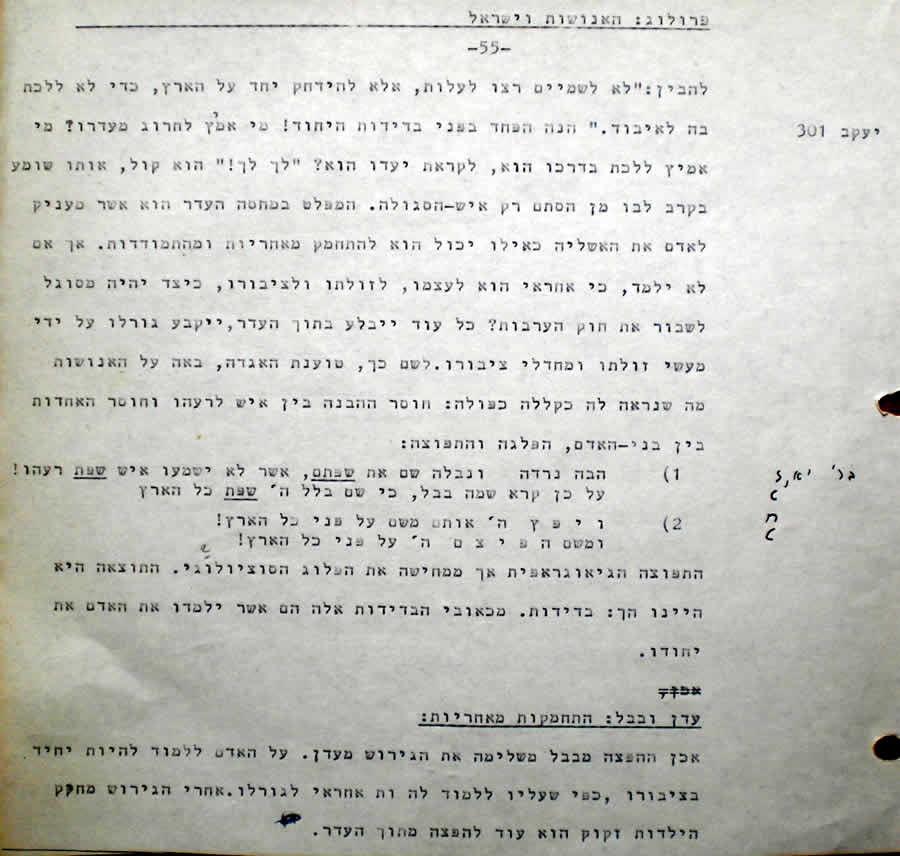 פרולוג: האנושות וישראל
-55-
להבין:"לא לשמיים רצו לעלות, אלא להידחק יחד על הארץ, כדי לא ללכת
בה לאיבוד." הנה הפחד בפני בדידות היחוד! מי אמיץ לחרוג מעדרו? מי
יעקב 301
אמיץ ללכת בדרכו הוא, לקראת יעדו הוא? "לך לך!" הוא קול, אותו שומע
בקרב לבו מן הסתם רק איש-הסגולה. המפלט במחסה העדר הוא אשר מעניק
לאדם את האשליה כאילו יכול הוא להתחמק מאחריות ומהתמודדות. אך אם
לא ילמד, כי אחראי הוא לעצמו, לזולתו ולציבורו, כיצד יהיה מסוגל
לשבור את חוק הערבות? כל עוד ייבלע בתוך העדר,ייקבע גורלו על ידי
מעשי זולתו ומחדלי ציבורו.לשם כך, טוענת האגדה, באה על האנושות
מה שנראה לה כקללה כפולה: חוסר ההבנה בין איש לרעהו וחוסר האחדות
בין בני-האדם, הפלגה והתפוצה:
1) הבה נרדה ונבלה שם את שפתם, אשר לא ישמעו איש שפת רעהו!
בר' יא,ז
על כן קרא שמה בבל, כי שם בלל ה' שפת כל הארץ
2) ו י פ ץ ה' אותם משם על פני כל הארץ!
ח
ומשם ה פ י צ ם ה' על פני כל הארץ!
התפוצה הגיאוגראפית אך ממחישה את הפלוג הסוציולוגי. התוצאה היא
היינו הך: בדידות. מכאובי הבדידות אלה הם אשר ילמדו את האדם את
יחודו.
עדן ובבל: התחמקות מאחריות:
אכן ההפצה מבבל משלימה את הגירוש מעדן. על האדם ללמוד להיות יחיד
בציבורו ,כפי שעליו ללמוד לה ות אחראי לגורלו.אחרי הגירוש מחיק
הילדות זקוק הוא עוד להפצה מתוך העדר.